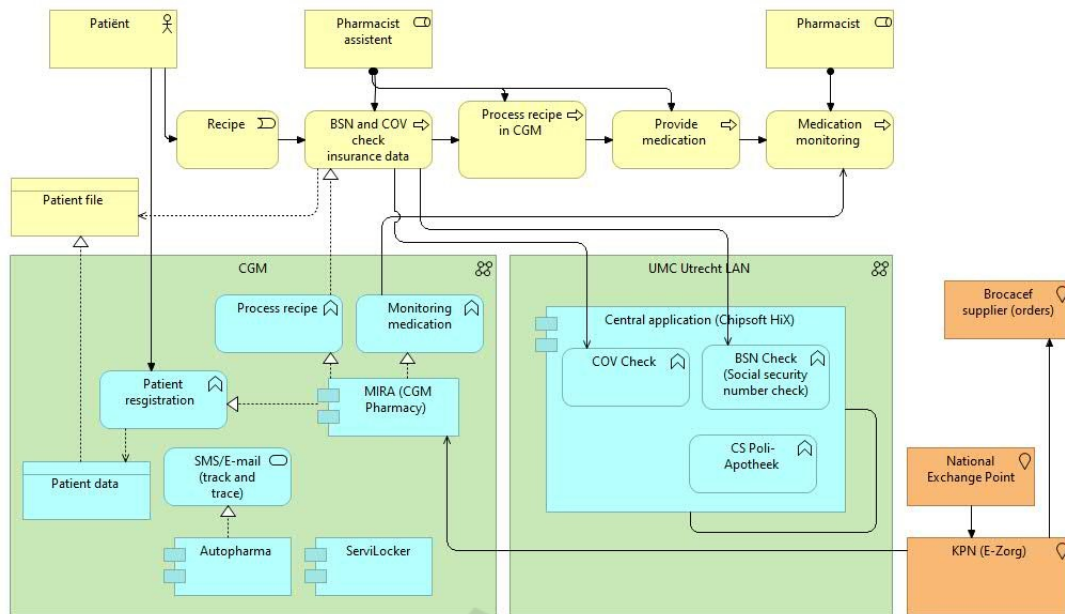 Patiënt
Pharmacist
assistent
Pharmacist
Recipe
BSN and COV
check
insurance data
Process recipe
in CGM
Provide
medication
Medication
monitoring
Patient file
CGM
UMC Utrecht LAN
Process recipe
Monitoring
medication
Central application (Chipsoft HiX)
Brocacef
supplier (orders)
COV Check
BSN Check
(Social security
number check)
Patient
resgistration
MIRA (CGM
Pharmacy)
SMS/E-mail
(track and
trace)
CS Poli-
Apotheek
National
Exchange Point
Patient data
Autopharma
ServiLocker
KPN (E-Zorg)